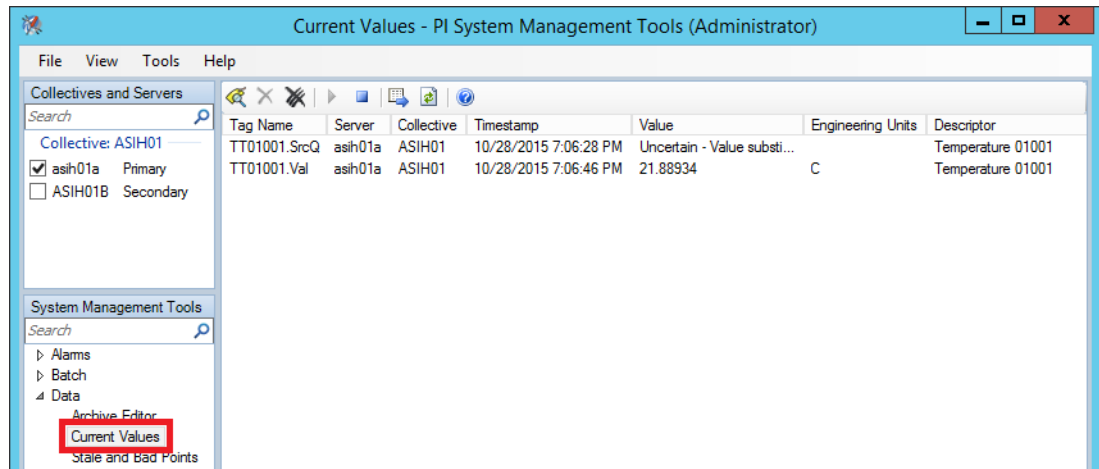 Current Values - PI System Management Tools (Administrator)
File View Tools Help
Collectives and Servers
Search
Collective: ASIH01
asih01a Primary
ASIH01B Secondary
Tag Name Server Collective Timestamp Value Engineering Units Descriptor
TT01001.SrcQ asih01a ASIH01 10/28/2015 7:06:28 PM Uncertain - Value substi... Temperature 01001
TT01001.Val asih01a ASIH01 10/28/2015 7:06:46 PM 21.88934 C Temperature 01001
System Management Tools
Search
Alarms
Batch
Data
Archive Editor
Current Values
Stale and Bad Points